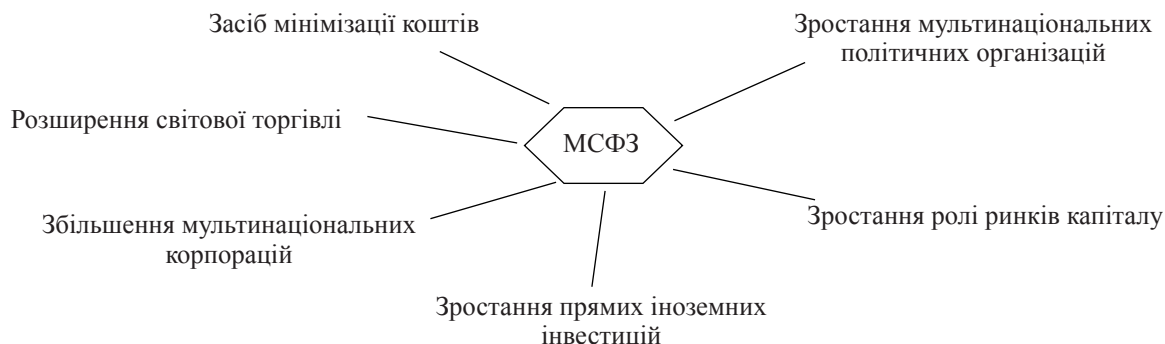 Засіб мінімізації коштів
Зростання мультинаціональних
політичних організацій
Розширення світової торгівлі
МСФЗ
Збільшення мультинаціональних
корпорацій
Зростання ролі ринків капіталу
Зростання прямих іноземних
інвестицій